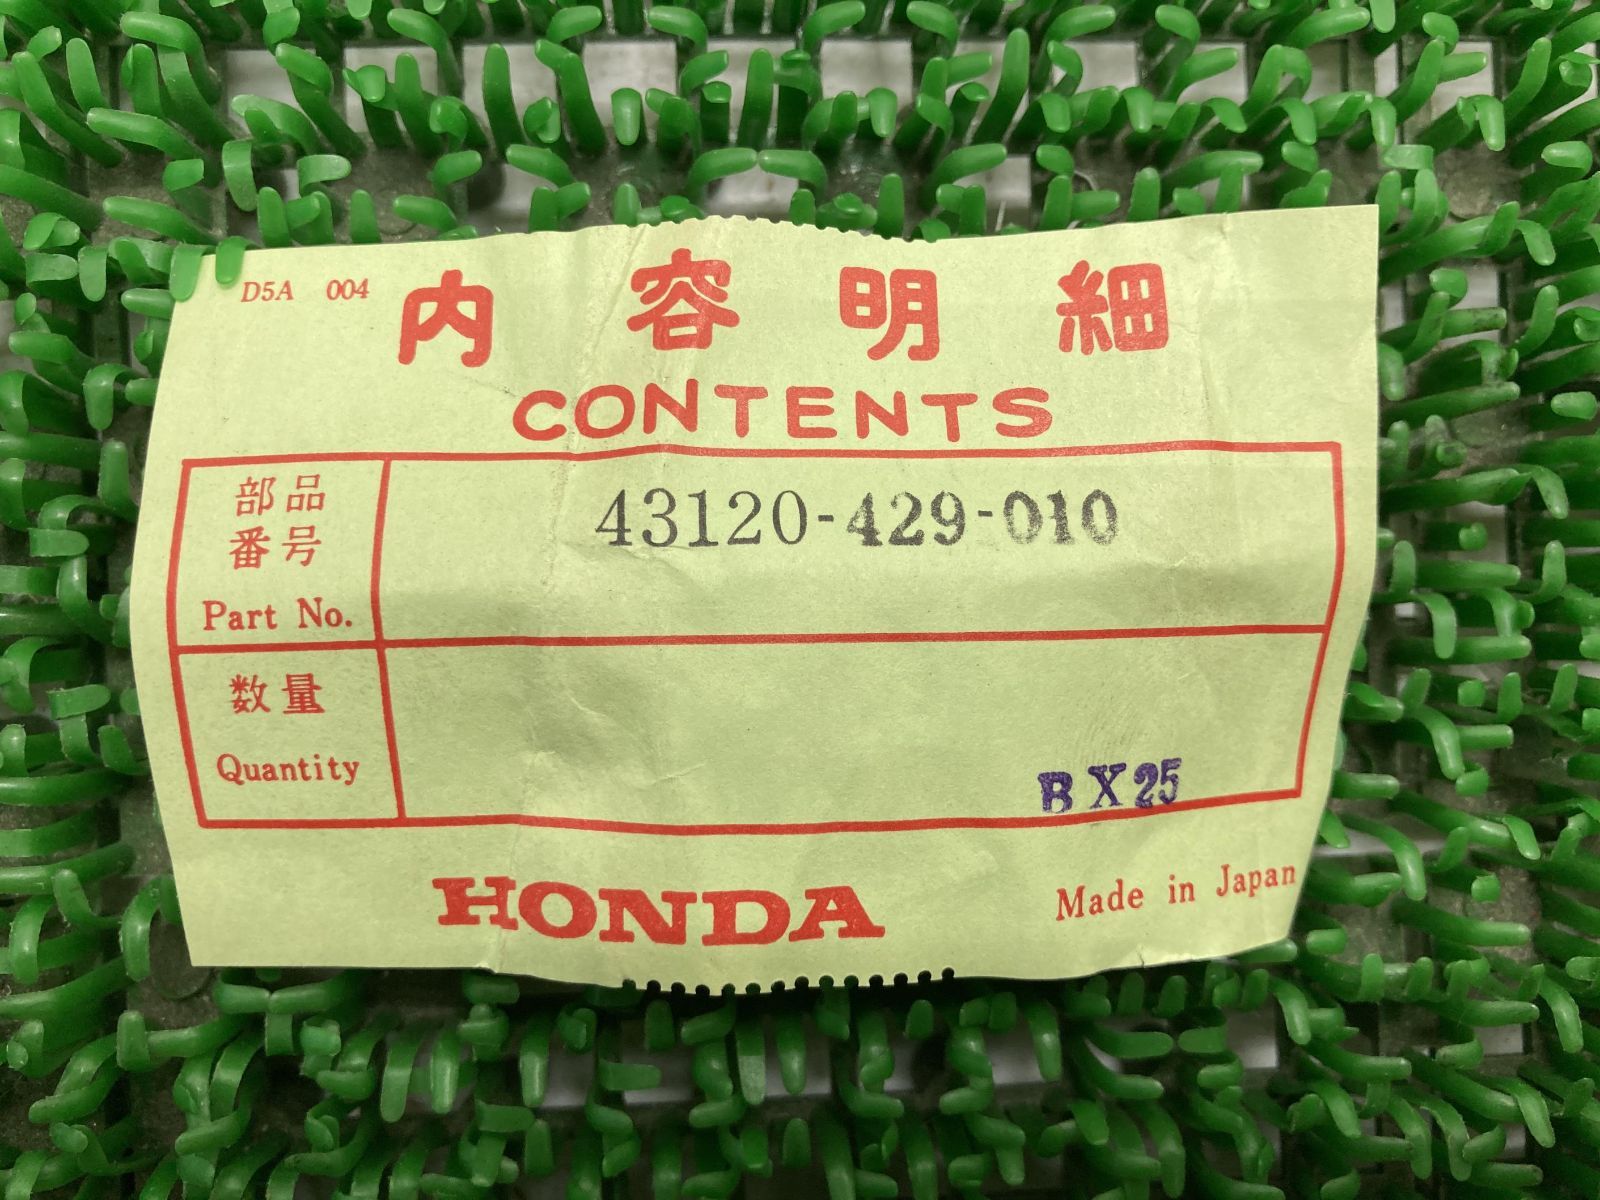 D5A 004
内容明細
CONTENTS
部品
番号
Part No.
43120-429-010
数量
Quantity
BX25
HONDA
Made in Japan